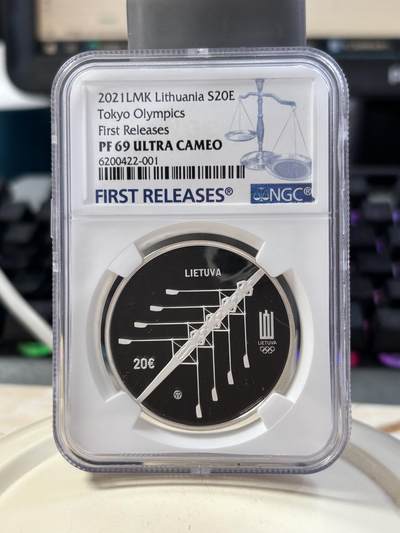 2021LMK Lithuania S20E
Tokyo Olympics
First Releases
PF 69 ULTRA CAMEO
6200422-001
FIRST RELEASES®
NGC®
LIETUVA
20€
LIETUVA